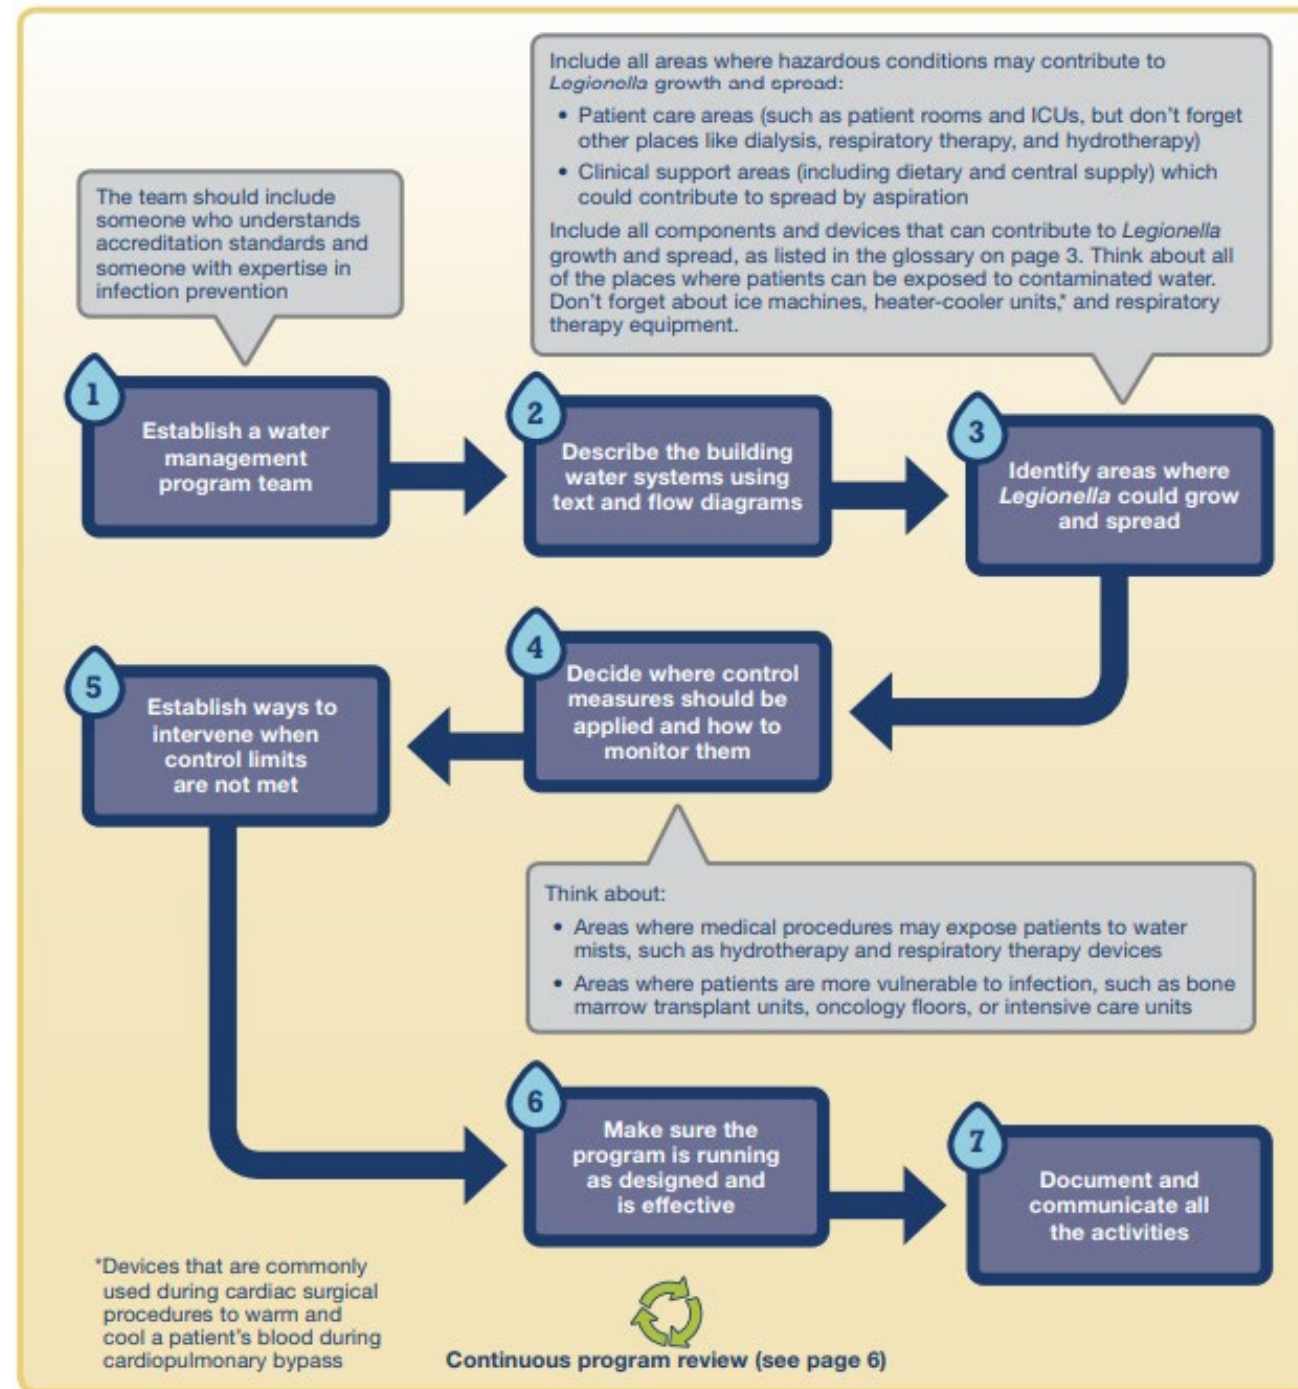 The team should include
someone who understands
accreditation standards and
someone with expertise in
infection prevention
Include all areas where hazardous conditions may contribute to
Legionella growth and spread:
• Patient care areas (such as patient rooms and ICUs, but don't forget
other places like dialysis, respiratory therapy, and hydrotherapy)
• Clinical support areas (including dietary and central supply) which
could contribute to spread by aspiration
Include all components and devices that can contribute to Legionella
growth and spread, as listed in the glossary on page 3. Think about all
of the places where patients can be exposed to contaminated water.
Don't forget about ice machines, heater-cooler units,* and respiratory
therapy equipment.
1
Establish a water
management
program team
2
Describe the building
water systems using
text and flow diagrams
3
Identify areas where
Legionella could grow
and spread
4
Decide where control
measures should be
applied and how to
monitor them
5
Establish ways to
intervene when
control limits
are not met
Think about:
• Areas where medical procedures may expose patients to water
mists, such as hydrotherapy and respiratory therapy devices
• Areas where patients are more vulnerable to infection, such as bone
marrow transplant units, oncology floors, or intensive care units
6
Make sure the
program is running
as designed and
is effective
7
Document and
communicate all
the activities
*Devices that are commonly
used during cardiac surgical
procedures to warm and
cool a patient's blood during
cardiopulmonary bypass
Continuous program review (see page 6)